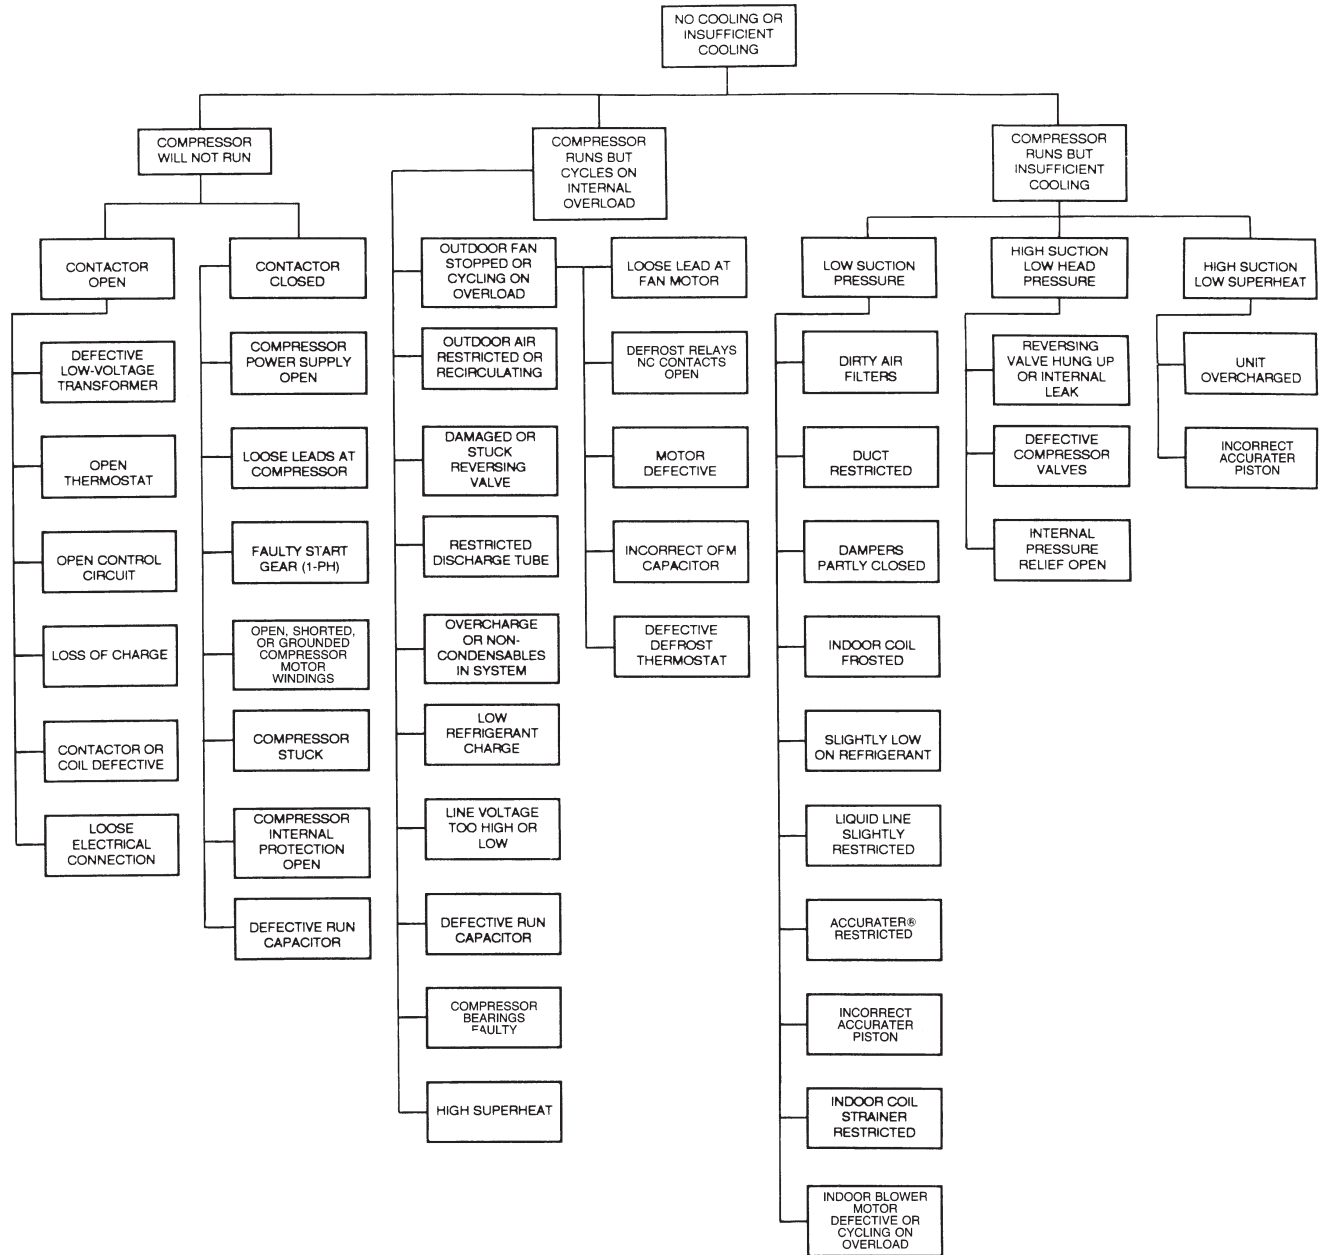 NO COOLING OR
INSUFFICIENT
COOLING
COMPRESSOR
WILL NOT RUN
COMPRESSOR
RUNS BUT
CYCLES ON
INTERNAL
OVERLOAD
COMPRESSOR
RUNS BUT
INSUFFICIENT
COOLING
CONTACTOR
OPEN
DEFECTIVE
LOW-VOLTAGE
TRANSFORMER
OPEN
THERMOSTAT
OPEN CONTROL
CIRCUIT
LOSS OF CHARGE
CONTACTOR OR
COIL DEFECTIVE
LOOSE
ELECTRICAL
CONNECTION
CONTACTOR
CLOSED
COMPRESSOR
POWER SUPPLY
OPEN
LOOSE LEADS AT
COMPRESSOR
FAULTY START
GEAR (1-PH)
OPEN, SHORTED,
OR GROUNDED
COMPRESSOR
MOTOR
WINDINGS
COMPRESSOR
STUCK
COMPRESSOR
INTERNAL
PROTECTION
OPEN
DEFECTIVE RUN
CAPACITOR
OUTDOOR FAN
STOPPED OR
CYCLING ON
OVERLOAD
OUTDOOR AIR
RESTRICTED OR
RECIRCULATING
DAMAGED OR
STUCK
REVERSING
VALVE
RESTRICTED
DISCHARGE TUBE
OVERCHARGE
OR NON-
CONDENSABLES
IN SYSTEM
LOW
REFRIGERANT
CHARGE
LINE VOLTAGE
TOO HIGH OR
LOW
DEFECTIVE RUN
CAPACITOR
COMPRESSOR
BEARINGS
FAULTY
HIGH SUPERHEAT
LOOSE LEAD AT
FAN MOTOR
DEFROST RELAYS
NC CONTACTS
OPEN
MOTOR
DEFECTIVE
INCORRECT OFM
CAPACITOR
DEFECTIVE
DEFROST
THERMOSTAT
LOW SUCTION
PRESSURE
DIRTY AIR
FILTERS
DUCT
RESTRICTED
DAMPERS
PARTLY CLOSED
INDOOR COIL
FROSTED
SLIGHTLY LOW
ON REFRIGERANT
LIQUID LINE
SLIGHTLY
RESTRICTED
ACCURATER®
RESTRICTED
INCORRECT
ACCURATER
PISTON
INDOOR COIL
STRAINER
RESTRICTED
INDOOR BLOWER
MOTOR
DEFECTIVE OR
CYCLING ON
OVERLOAD
HIGH SUCTION
LOW HEAD
PRESSURE
REVERSING
VALVE HUNG UP
OR INTERNAL
LEAK
DEFECTIVE
COMPRESSOR
VALVES
INTERNAL
PRESSURE
RELIEF OPEN
HIGH SUCTION
LOW SUPERHEAT
UNIT
OVERCHARGED
INCORRECT
ACCURATER
PISTON